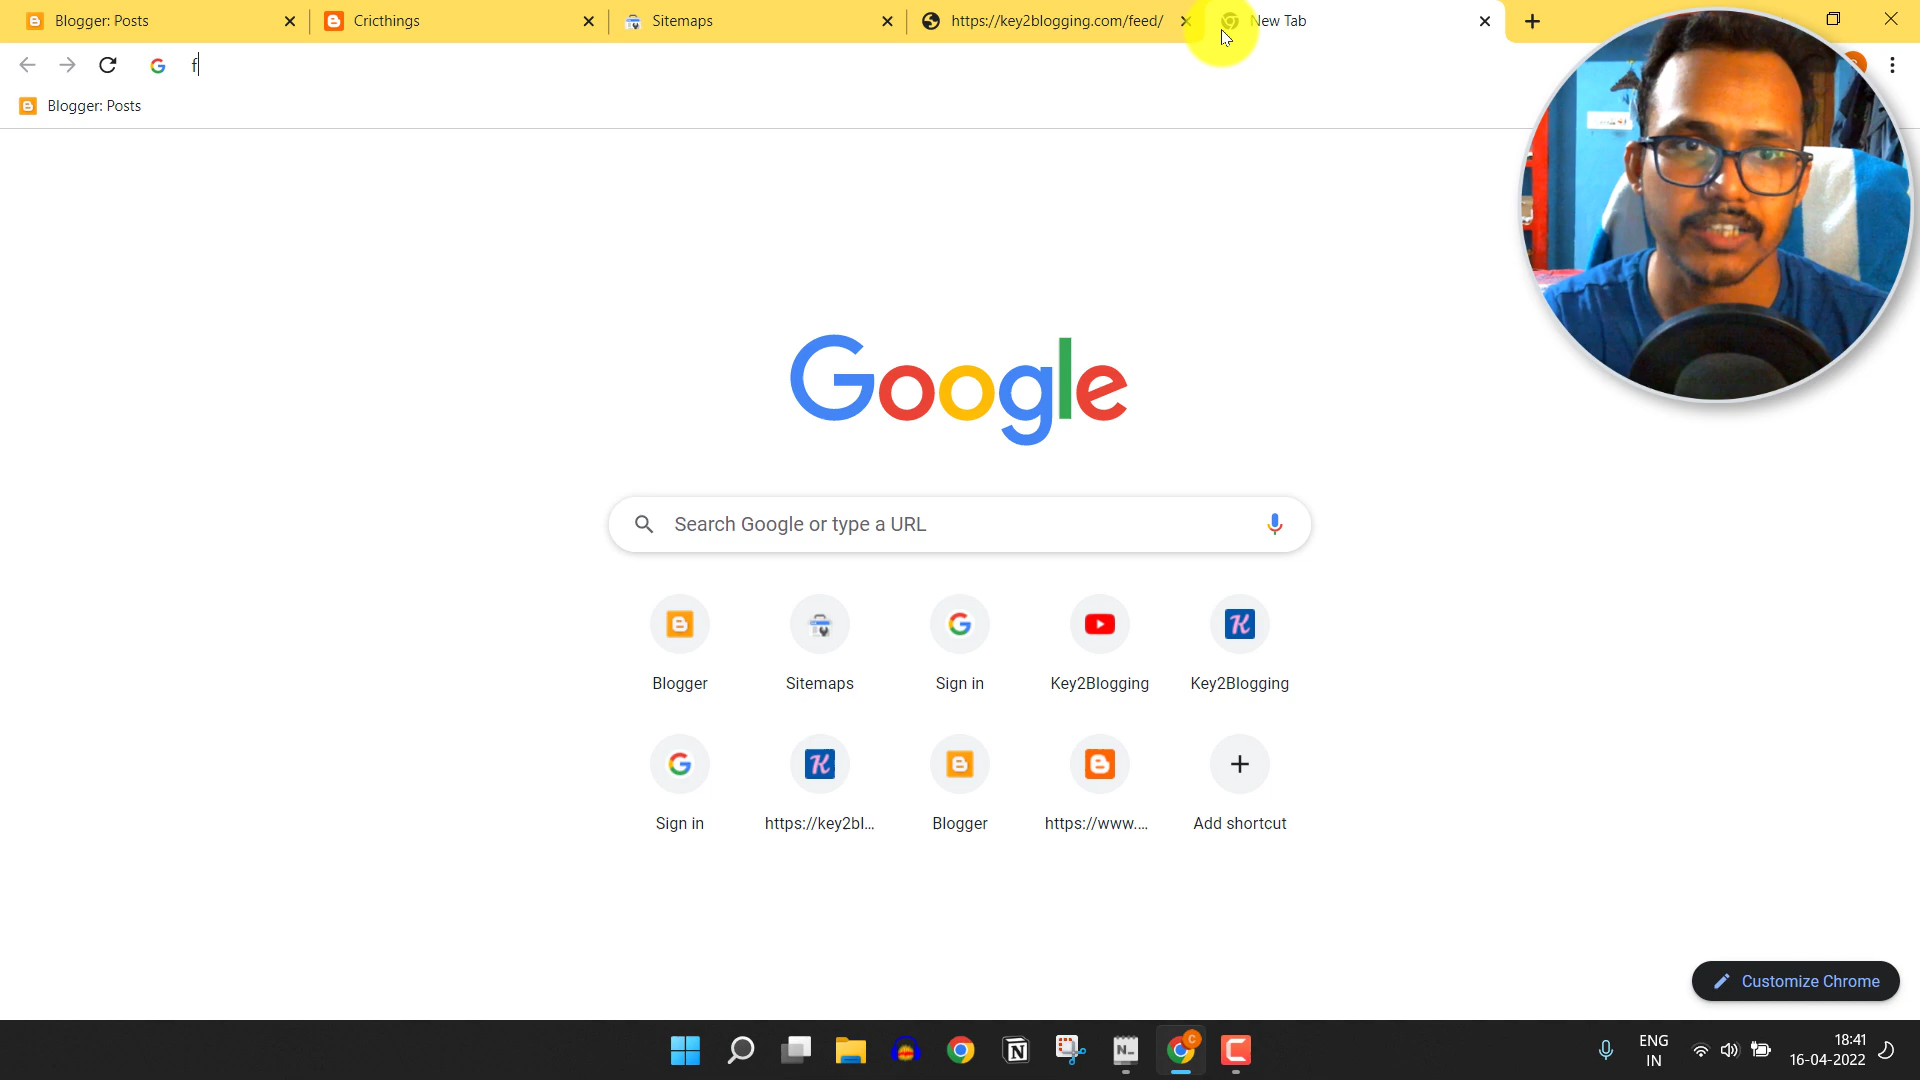 Blogger: Posts
Cricthings
Sitemaps
https://key2blogging.com/feed/
New Tab
f
Blogger: Posts
Google
Search Google or type a URL
Blogger
Sitemaps
Sign in
Key2Blogging
Key2Blogging
Sign in
https://key2bl...
Blogger
https://www....
Add shortcut
Customize Chrome
ENG
IN
18:41
16-04-2022